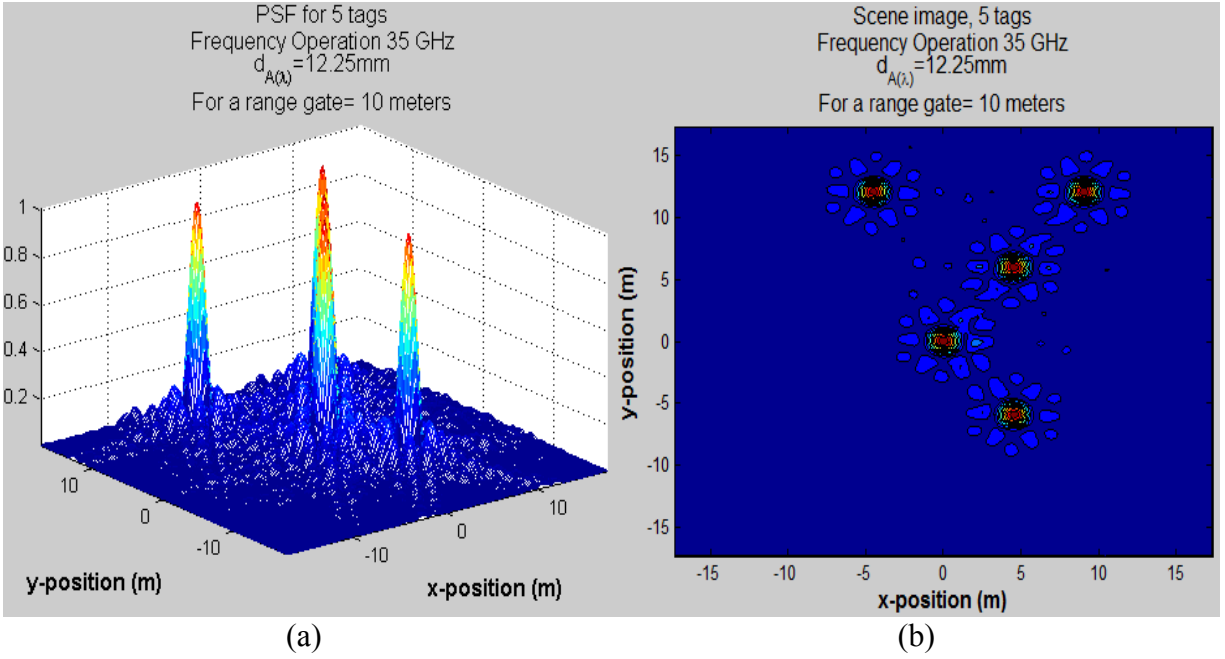 PSF for 5 tags
Frequency Operation 35 GHz
d_A(λ)=12.25mm
For a range gate= 10 meters
1
0.8
0.6
0.4
0.2
10
0
-10
-10
0
10
y-position (m)
x-position (m)
(a)
Scene image, 5 tags
Frequency Operation 35 GHz
d_A(λ)=12.25mm
For a range gate= 10 meters
15
10
5
0
-5
-10
-15
y-position (m)
-15
-10
-5
0
5
10
15
x-position (m)
(b)